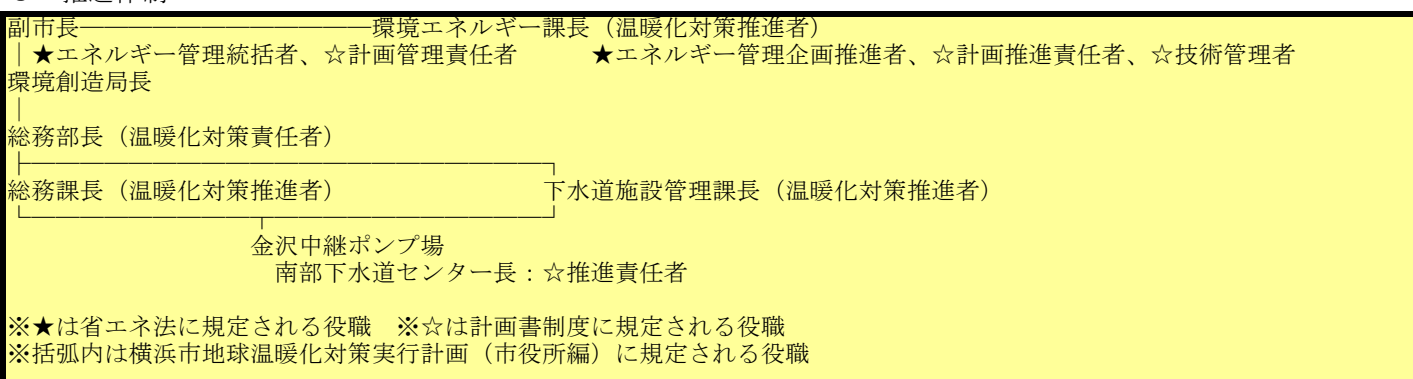 副市長――――――――――――環境エネルギー課長（温暖化対策推進者）
｜★エネルギー管理統括者、☆計画管理責任者　　　★エネルギー管理企画推進者、☆計画推進責任者、☆技術管理者
環境創造局長
｜
総務部長（温暖化対策責任者）
├―――――――――――――――――――――┐
総務課長（温暖化対策推進者）　　　　　　　　　下水道施設管理課長（温暖化対策推進者）
└―――――――――┬―――――――――――┘
金沢中継ポンプ場
南部下水道センター長：☆推進責任者
※★は省エネ法に規定される役職　※☆は計画書制度に規定される役職
※括弧内は横浜市地球温暖化対策実行計画（市役所編）に規定される役職